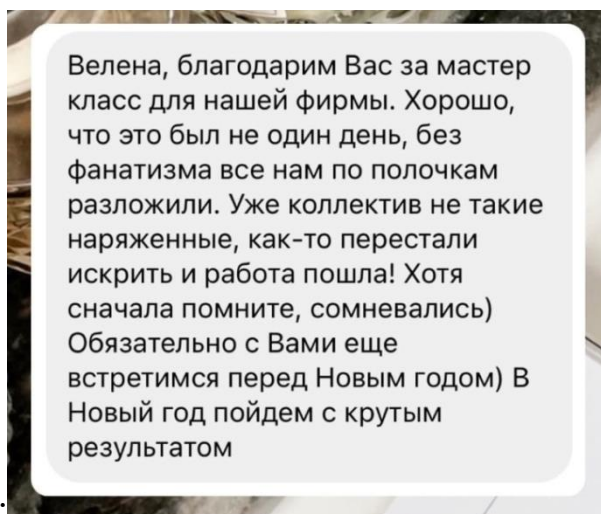 Велена, благодарим Вас за мастер
класс для нашей фирмы. Хорошо,
что это был не один день, без
фанатизма все нам по полочкам
разложили. Уже коллектив не такие
наряженные, как-то перестали
искрить и работа пошла! Хотя
сначала помните, сомневались)
Обязательно с Вами еще
встретимся перед Новым годом) В
Новый год пойдем с крутым
результатом